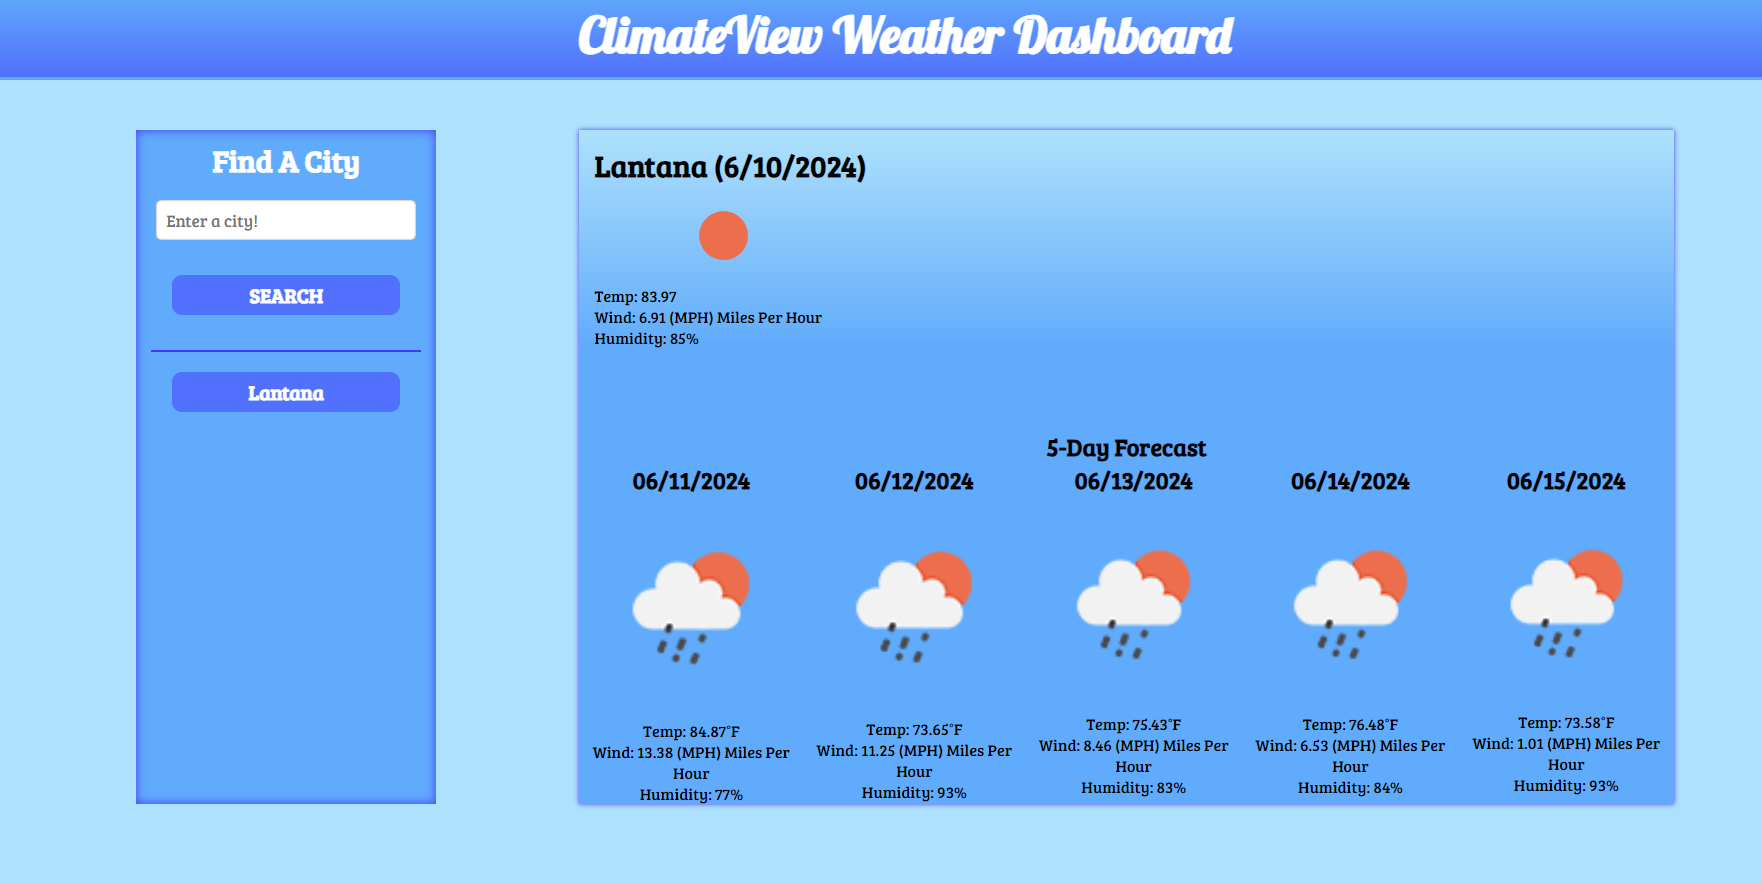 ClimateView Weather Dashboard
Find A City
Enter a city!
SEARCH
Lantana
Lantana (6/10/2024)
Temp: 83.97
Wind: 6.91 (MPH) Miles Per Hour
Humidity: 85%
5-Day Forecast
06/11/2024
Temp: 84.87°F
Wind: 13.38 (MPH) Miles Per
Hour
Humidity: 77%
06/12/2024
Temp: 73.65°F
Wind: 11.25 (MPH) Miles Per
Hour
Humidity: 93%
06/13/2024
Temp: 75.43°F
Wind: 8.46 (MPH) Miles Per
Hour
Humidity: 83%
06/14/2024
Temp: 76.48°F
Wind: 6.53 (MPH) Miles Per
Hour
Humidity: 84%
06/15/2024
Temp: 73.58°F
Wind: 1.01 (MPH) Miles Per
Hour
Humidity: 93%